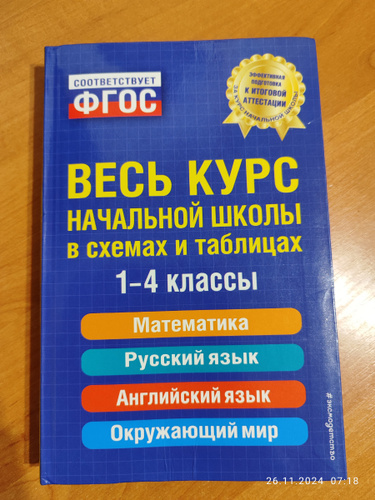 СООТВЕТСТВУЕТ
ФГОС
ЭФФЕКТИВНАЯ
ПОДГОТОВКА
К ИТОГОВОЙ
АТТЕСТАЦИИ
ВЕСЬ КУРС
НАЧАЛЬНОЙ ШКОЛЫ
в схемах и таблицах
1–4 классы
Математика
Русский язык
Английский язык
Окружающий мир
#эксмодетство
26.11.2024 07:18